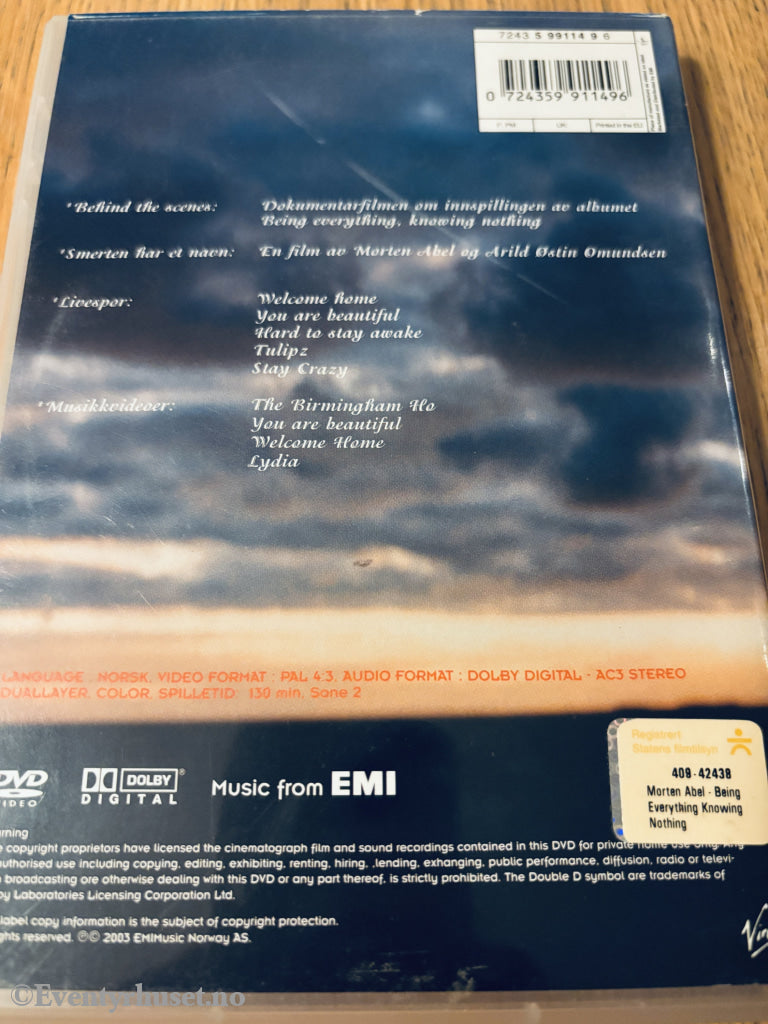 7243 5 99114 9 6
0 724359 911496
UK:
Printed in the EU
*Behind the scenes: Dokumentarfilmen om innspillingen av albumet
Being everything, knowing nothing
*Smerten har et navn: En film av Morten Abel og Arild Østin Omundsen
*Livespor: Welcome home
You are beautiful
Hard to stay awake
Tulipz
Stay Crazy
*Musikkvideoer: The Birmingham Ho
You are beautiful
Welcome Home
Lydia
LANGUAGE : NORSK, VIDEO FORMAT : PAL 4:3, AUDIO FORMAT : DOLBY DIGITAL - AC3 STEREO
DUALLAYER, COLOR, SPILLETID: 130 min, Sone 2
DVD
VIDEO
DOLBY
DIGITAL
Music from EMI
Registrert
Statens filmtilsyn
409-42438
Morten Abel - Being
Everything Knowing
Nothing
rning
e copyright proprietors have licensed the cinematograph film and sound recordings contained in this DVD for private home use only. Any
uthorised use including copying, editing, exhibiting, renting, hiring, ,lending, exhanging, public performance, diffusion, radio or televi-
n broadcasting ore otherwise dealing with this DVD or any part thereof, is strictly prohibited. The Double D symbol are trademarks of
by Laboratories Licensing Corporation Ltd.
label copy information is the subject of copyright protection.
ghts reserved. ℗© 2003 EMIMusic Norway AS.
Vir
©Eventyrhuset.no